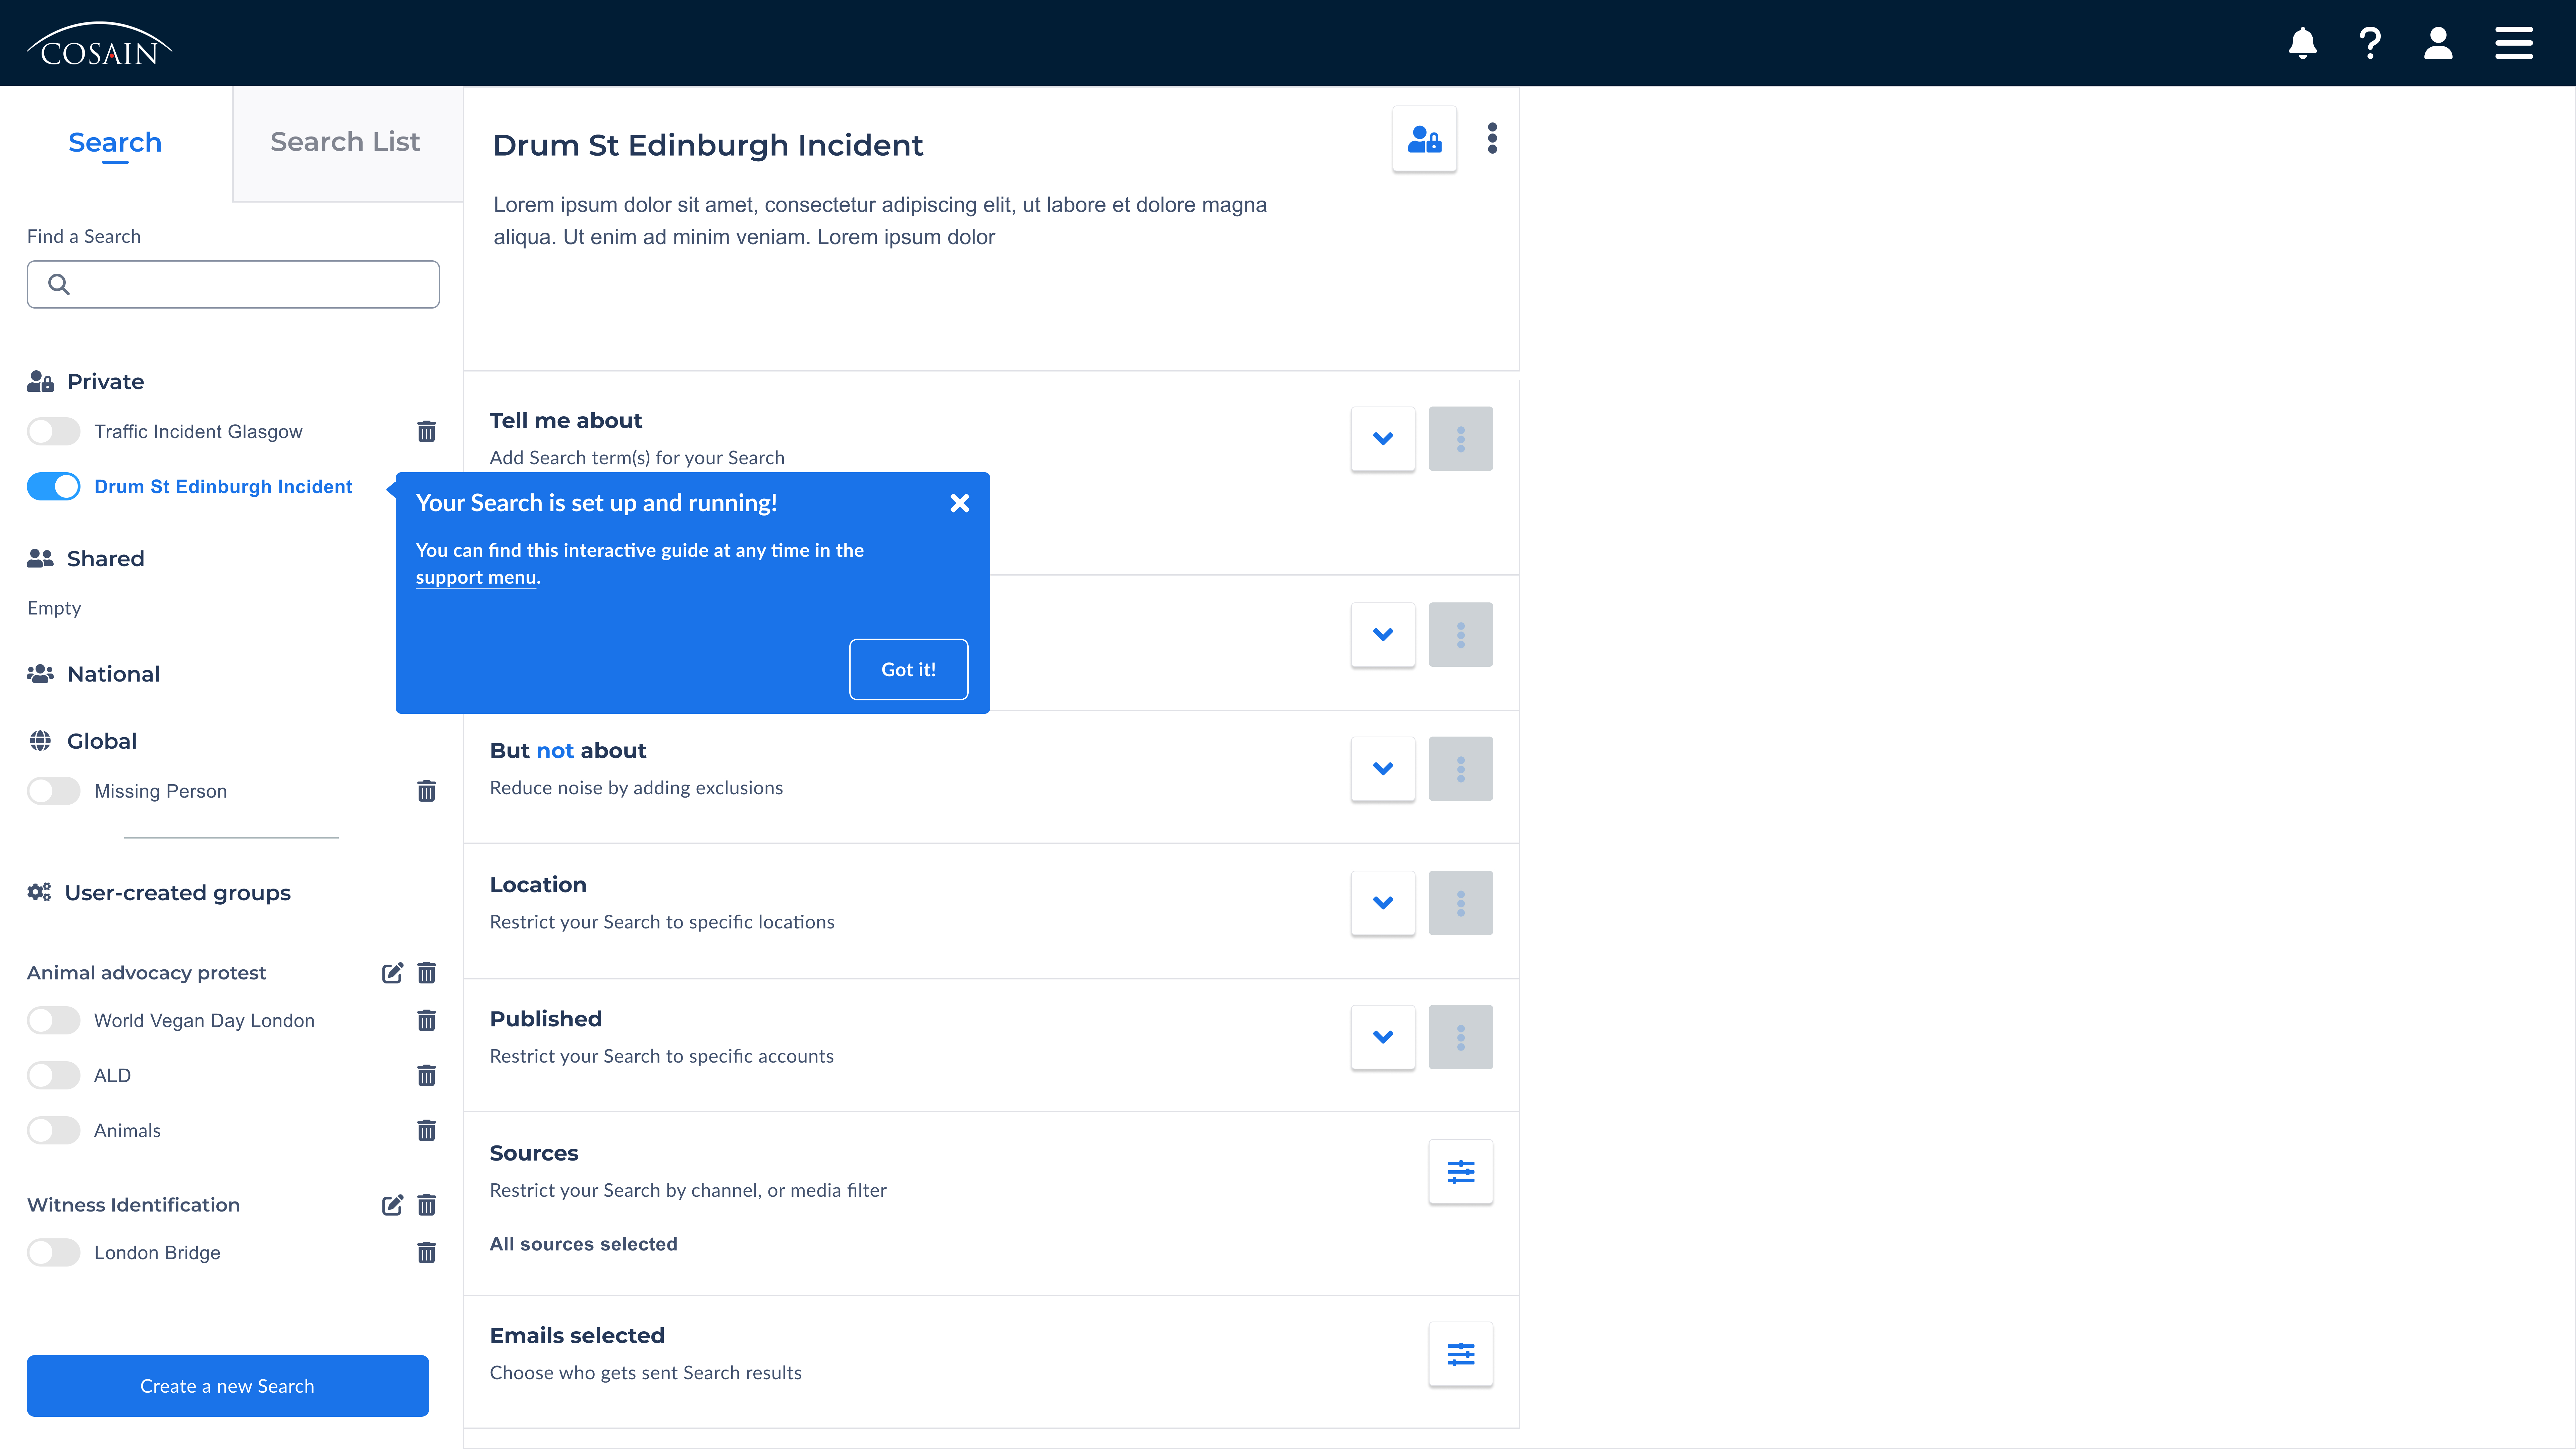 COSAIN
Search
Search List
Find a Search
Private
Traffic Incident Glasgow
Drum St Edinburgh Incident
Shared
Empty
National
Global
Missing Person
User-created groups
Animal advocacy protest
World Vegan Day London
ALD
Animals
Witness Identification
London Bridge
Create a new Search
Drum St Edinburgh Incident
Lorem ipsum dolor sit amet, consectetur adipiscing elit, ut labore et dolore magna
aliqua. Ut enim ad minim veniam. Lorem ipsum dolor
Tell me about
Add Search term(s) for your Search
Your Search is set up and running!
You can find this interactive guide at any time in the
support menu.
Got it!
But not about
Reduce noise by adding exclusions
Location
Restrict your Search to specific locations
Published
Restrict your Search to specific accounts
Sources
Restrict your Search by channel, or media filter
All sources selected
Emails selected
Choose who gets sent Search results